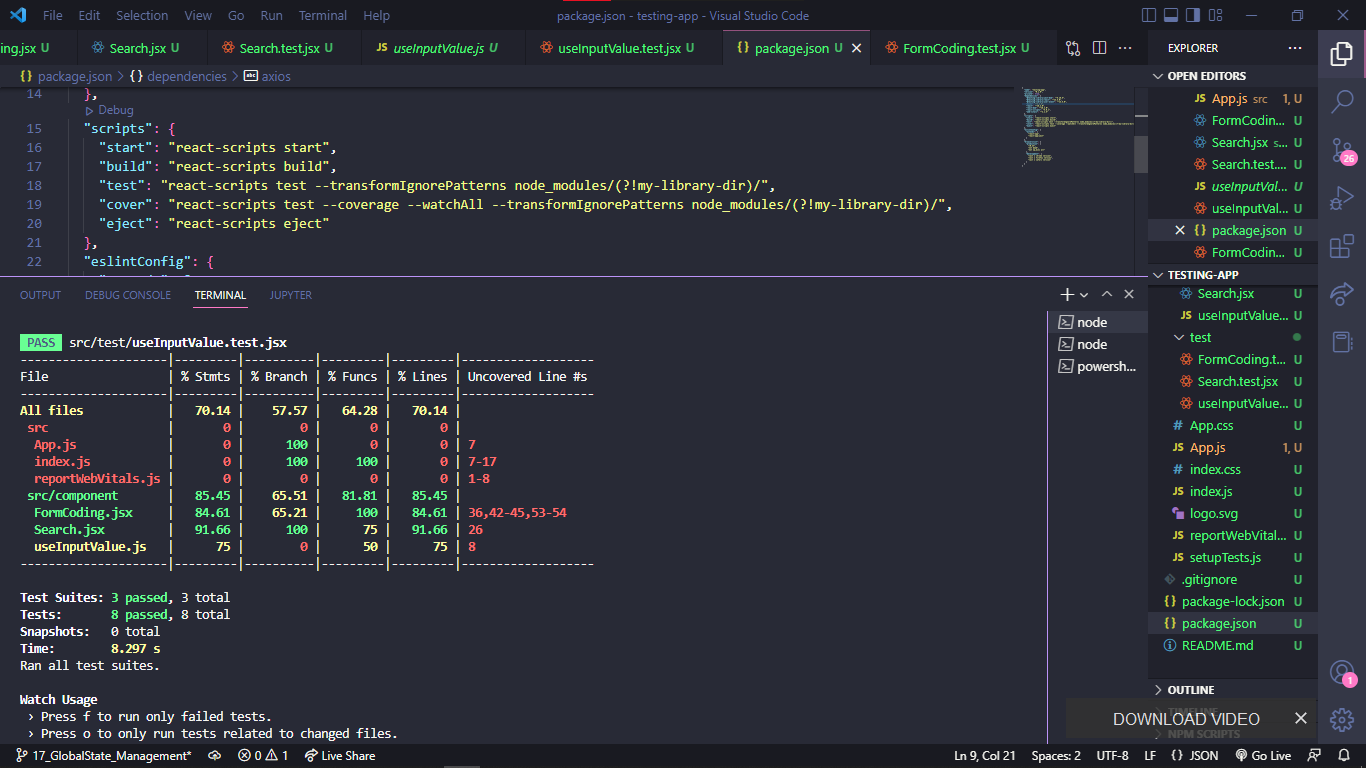 File Edit Selection View Go Run Terminal Help
package.json - testing-app - Visual Studio Code
ing.jsx U
Search.jsx U
Search.test.jsx U
JS useInputValue.js U
useInputValue.test.jsx U
{} package.json U
FormCoding.test.jsx U
{} package.json > {} dependencies > abc axios
14 },
Debug
15 "scripts": {
16 "start": "react-scripts start",
17 "build": "react-scripts build",
18 "test": "react-scripts test --transformIgnorePatterns node_modules/(?!my-library-dir)/",
19 "cover": "react-scripts test --coverage --watchAll --transformIgnorePatterns node_modules/(?!my-library-dir)/",
20 "eject": "react-scripts eject"
21 },
22 "eslintConfig": {
OUTPUT DEBUG CONSOLE TERMINAL JUPYTER
PASS src/test/useInputValue.test.jsx
--------------------|---------|----------|---------|---------|-------------------
File | % Stmts | % Branch | % Funcs | % Lines | Uncovered Line #s
--------------------|---------|----------|---------|---------|-------------------
All files | 70.14 | 57.57 | 64.28 | 70.14 |
src | 0 | 0 | 0 | 0 |
App.js | 0 | 100 | 0 | 0 | 7
index.js | 0 | 100 | 100 | 0 | 7-17
reportWebVitals.js | 0 | 0 | 0 | 0 | 1-8
src/component | 85.45 | 65.51 | 81.81 | 85.45 |
FormCoding.jsx | 84.61 | 65.21 | 100 | 84.61 | 36,42-45,53-54
Search.jsx | 91.66 | 100 | 75 | 91.66 | 26
useInputValue.js | 75 | 0 | 50 | 75 | 8
--------------------|---------|----------|---------|---------|-------------------
Test Suites: 3 passed, 3 total
Tests: 8 passed, 8 total
Snapshots: 0 total
Time: 8.297 s
Ran all test suites.
Watch Usage
› Press f to run only failed tests.
› Press o to only run tests related to changed files.
node
node
powersh...
EXPLORER
OPEN EDITORS
JS App.js src 1, U
FormCodin... U
Search.jsx s... U
Search.test.... U
JS useInputVal... U
useInputVal... U
{} package.json U
FormCodin... U
TESTING-APP
Search.jsx U
JS useInputValue... U
test
FormCoding.t... U
Search.test.jsx U
useInputValue... U
# App.css U
JS App.js 1, U
# index.css U
JS index.js U
logo.svg U
JS reportWebVital... U
JS setupTests.js U
.gitignore U
{} package-lock.json U
{} package.json U
README.md U
OUTLINE
TIMELINE
DOWNLOAD VIDEO
NPM SCRIPTS
26
1
17_GlobalState_Management*
0 1
Live Share
Ln 9, Col 21 Spaces: 2 UTF-8 LF {} JSON Go Live